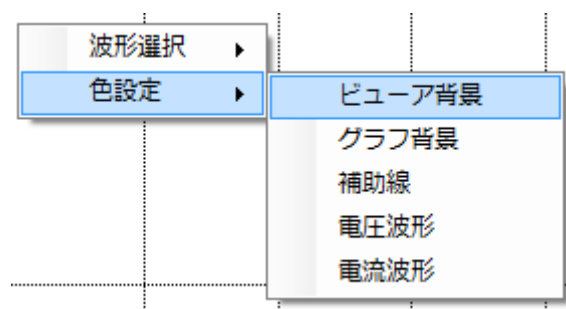 波形選択
色設定
ビューア背景
グラフ背景
補助線
電圧波形
電流波形